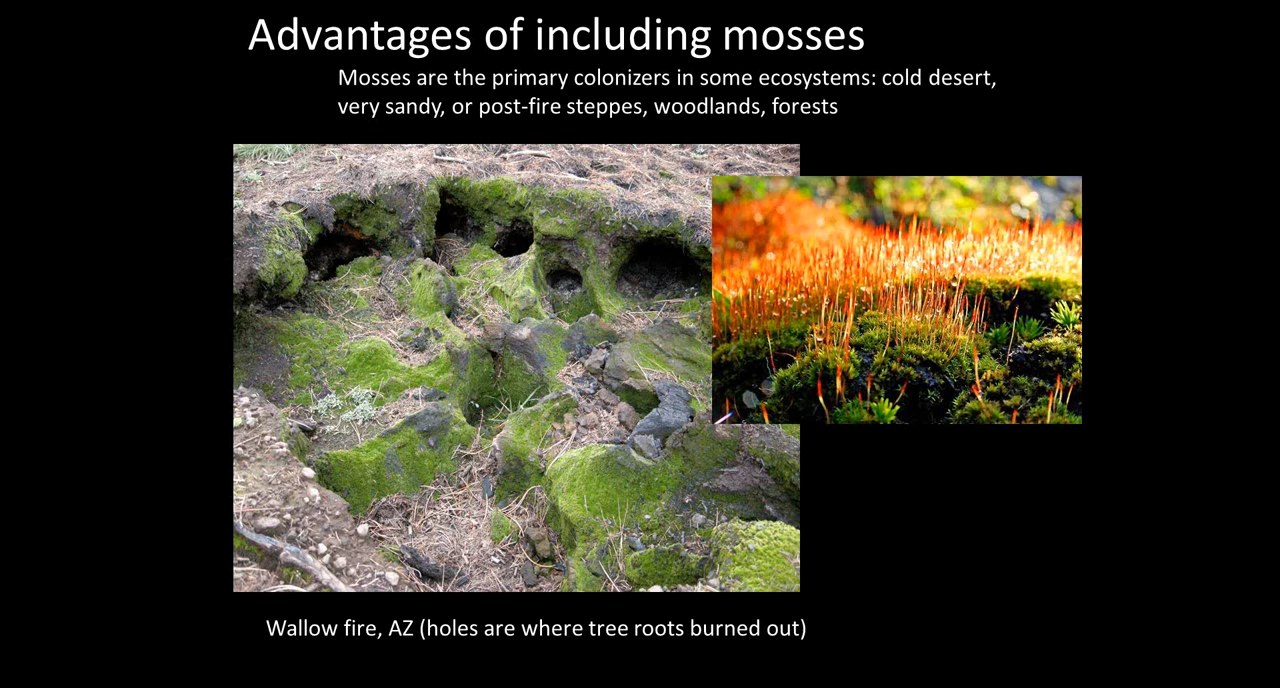 Advantages of including mosses
Mosses are the primary colonizers in some ecosystems: cold desert,
very sandy, or post-fire steppes, woodlands, forests
Wallow fire, AZ (holes are where tree roots burned out)